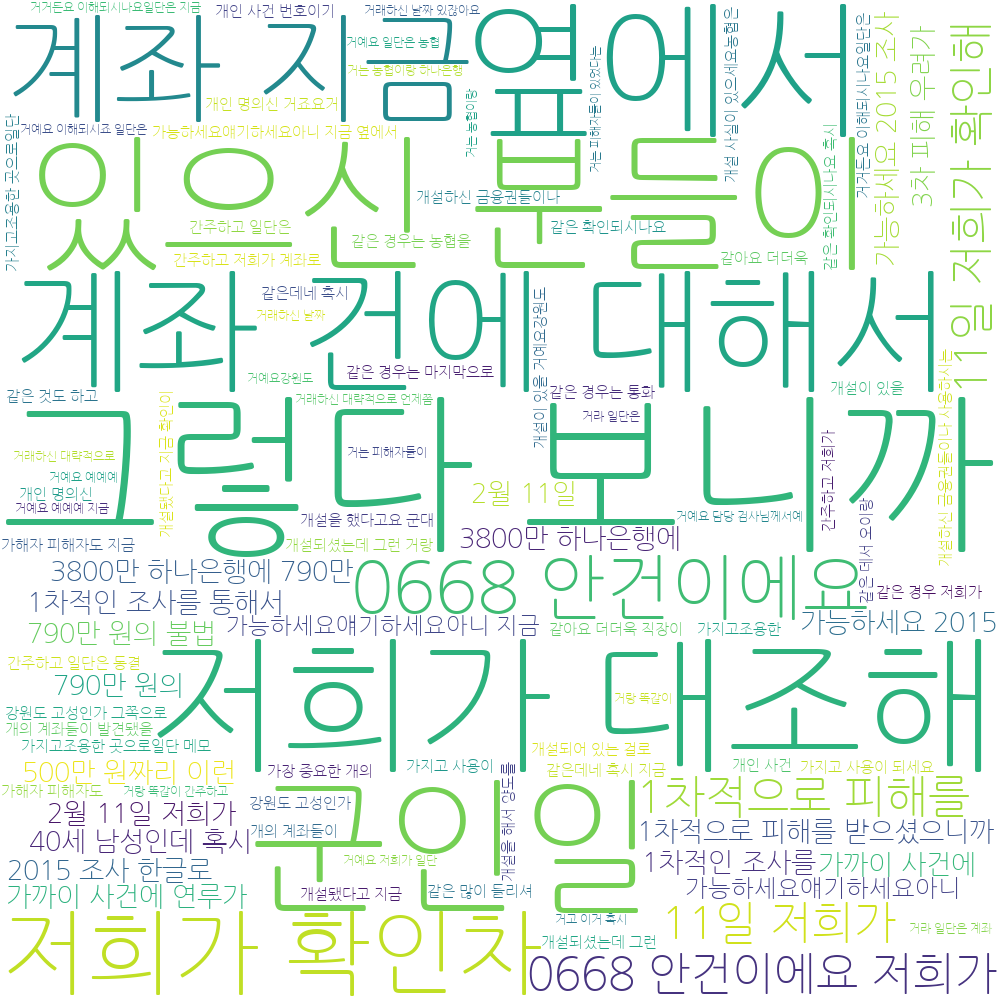 거거든요 이해되시나요일단은 지금
개인 사건 번호이기
거래하신 날짜 있잖아요
계좌 지금
옆에서
거예요 일단은 농협
거는 농협이랑 하나은행
개인 명의신 거죠요거
거예요 이해되시죠 일단은
가능하세요얘기하세요아니 지금 옆에서
거는농협이랑
거는 피해자들이 있었다는
개설 사실이 있으세요농협은
같은 확인되시나요 혹시
거거든요 이해되시나요일단은
가능하세요 2015 조사
3차 피해 우려가
11일 저희가 확인해
가지고조용한 곳으로일단
있으신 분들이
개설하신 금융권들이나
간주하고 일단은
같은 경우는 농협을
같은 확인되시나요
같아요 더더욱
간주하고 저희가 계좌로
계좌 건에 대해서
같은데네 혹시
거래하신 날짜
개설이 있을 거예요강원도
거예요강원도
같은 경우는 마지막으로
같은 경우는 통화
개설이 있을
개설하신 금융권들이나 사용하시는
같은 것도 하고
개설됐다고 지금 확인이
거래하신 대략적으로 언제쯤
거라 일단은
그렇다 보니까
거래하신 대략적으로
거예요 예예예
거는 피해자들이
간주하고 저희가
개인 명의신
2월 11일
거예요 예예예 지금
개설을 했다고요 군대
거예요 담당 검사님께서예
같은 데서 오이랑
가해자 피해자도 지금
개설되셨는데 그런 거랑
3800만 하나은행에
3800만 하나은행에 790만
0668 안건이에요
같은 경우 저희가
1차적인 조사를 통해서
790만 원의 불법
가능하세요얘기하세요아니 지금
같아요 더더욱 직장이
가지고조용한
가능하세요 2015
저희가 대조해
간주하고 일단은 동결
790만 원의
거랑 똑같이
강원도 고성인가 그쪽으로
개의 계좌들이 발견됐을
가지고조용한 곳으로일단 메모
개설되어 있는 걸로
500만 원짜리 이런
가장 중요한 개의
가지고 사용이
개설을 해서 양도를
같은데네 혹시 지금
개인 사건
가지고 사용이 되세요
가해자 피해자도
거랑 똑같이 간주하고
본인일
1차적으로 피해를
2월 11일 저희가
강원도 고성인가
40세 남성인데 혹시
개의 계좌들이
1차적으로 피해를 받으셨으니까
거예요 저희가 일단
2015 조사 한글로
1차적인 조사를
가까이 사건에
가까이 사건에 연루가
개설됐다고 지금
같은 많이 들리셔
가능하세요얘기하세요아니
저희가 확인차
거고 이거 혹시
11일 저희가
거라 일단은 계좌
개설되셨는데 그런
0668 안건이에요 저희가